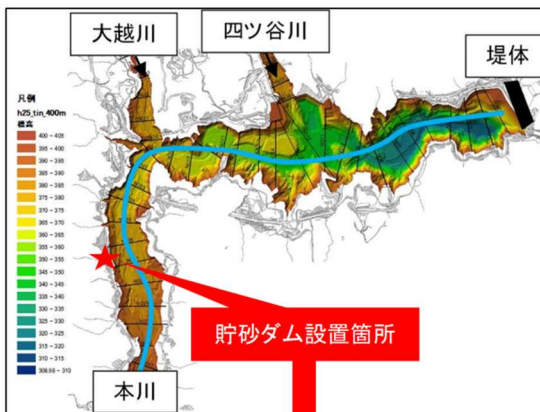 大越川
四ツ谷川
堤体
凡例
h25_tin_400m
標高
400 - 405
395 - 400
390 - 395
385 - 390
380 - 385
375 - 380
370 - 375
365 - 370
360 - 365
355 - 360
350 - 355
345 - 350
340 - 345
335 - 340
330 - 335
325 - 330
320 - 325
315 - 320
310 - 315
308.98 - 310
貯砂ダム設置箇所
本川